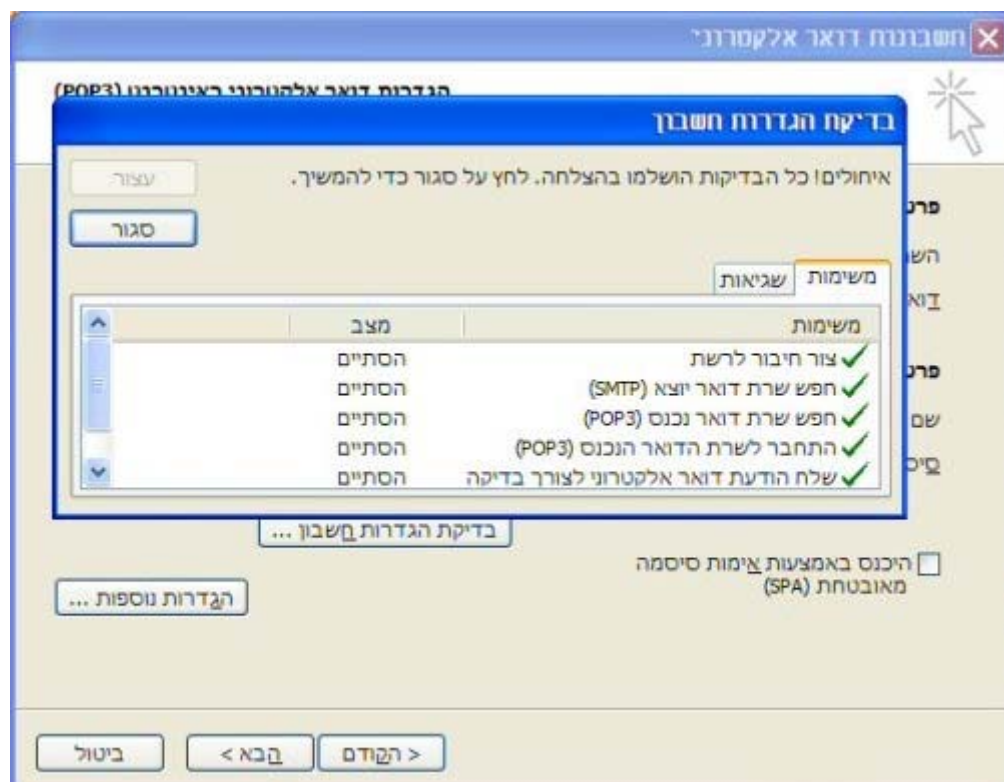 חשבונות דואר אלקטרוני
הגדרות דואר אלקטרוני באינטרנט (POP3)
בדיקת הגדרות חשבון
איחולים! כל הבדיקות הושלמו בהצלחה. לחץ על סגור כדי להמשיך.
עצור
סגור
משימות
שגיאות
משימות מצב
צור חיבור לרשת הסתיים
חפש שרת דואר יוצא (SMTP) הסתיים
חפש שרת דואר נכנס (POP3) הסתיים
התחבר לשרת הדואר הנכנס (POP3) הסתיים
שלח הודעת דואר אלקטרוני לצורך בדיקה הסתיים
שם
בדיקת הגדרות חשבון ...
היכנס באמצעות אימות סיסמה
מאובטחת (SPA)
הגדרות נוספות ...
< הקודם
הבא >
ביטול